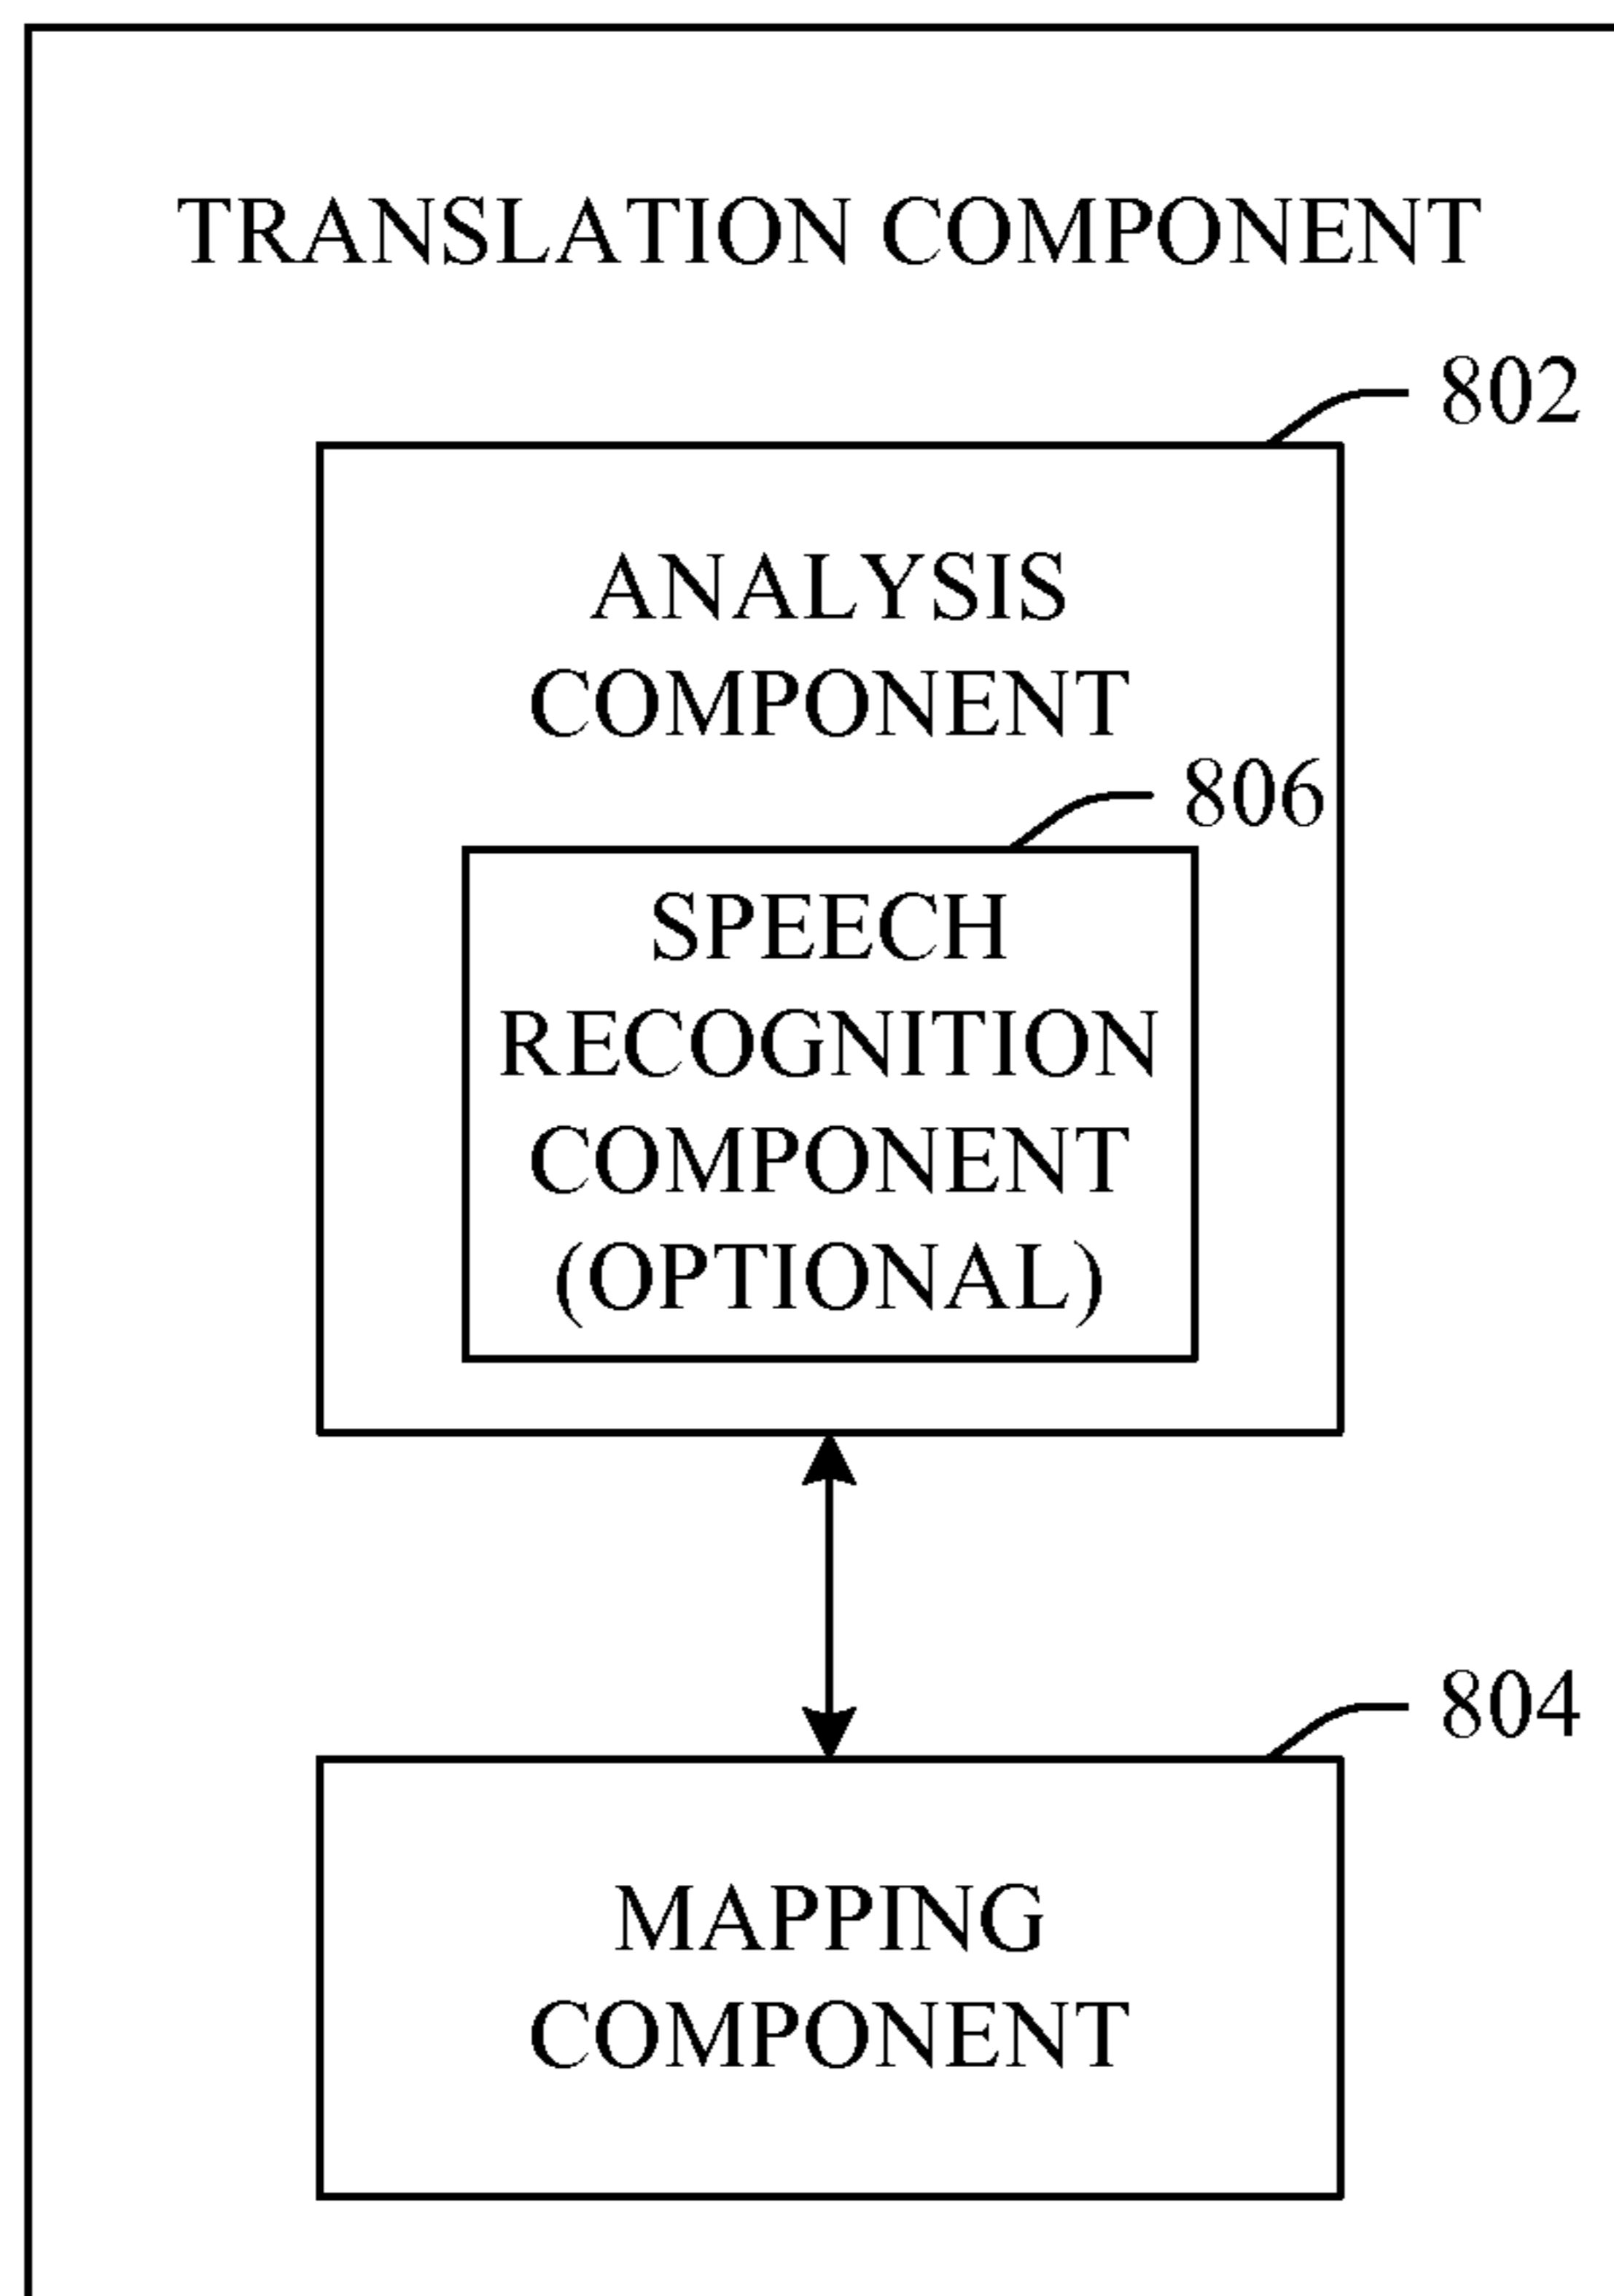 TRANSLATION COMPONENT
802
ANALYSIS
COMPONENT
806
SPEECH
RECOGNITION
COMPONENT
(OPTIONAL)
804
MAPPING
COMPONENT